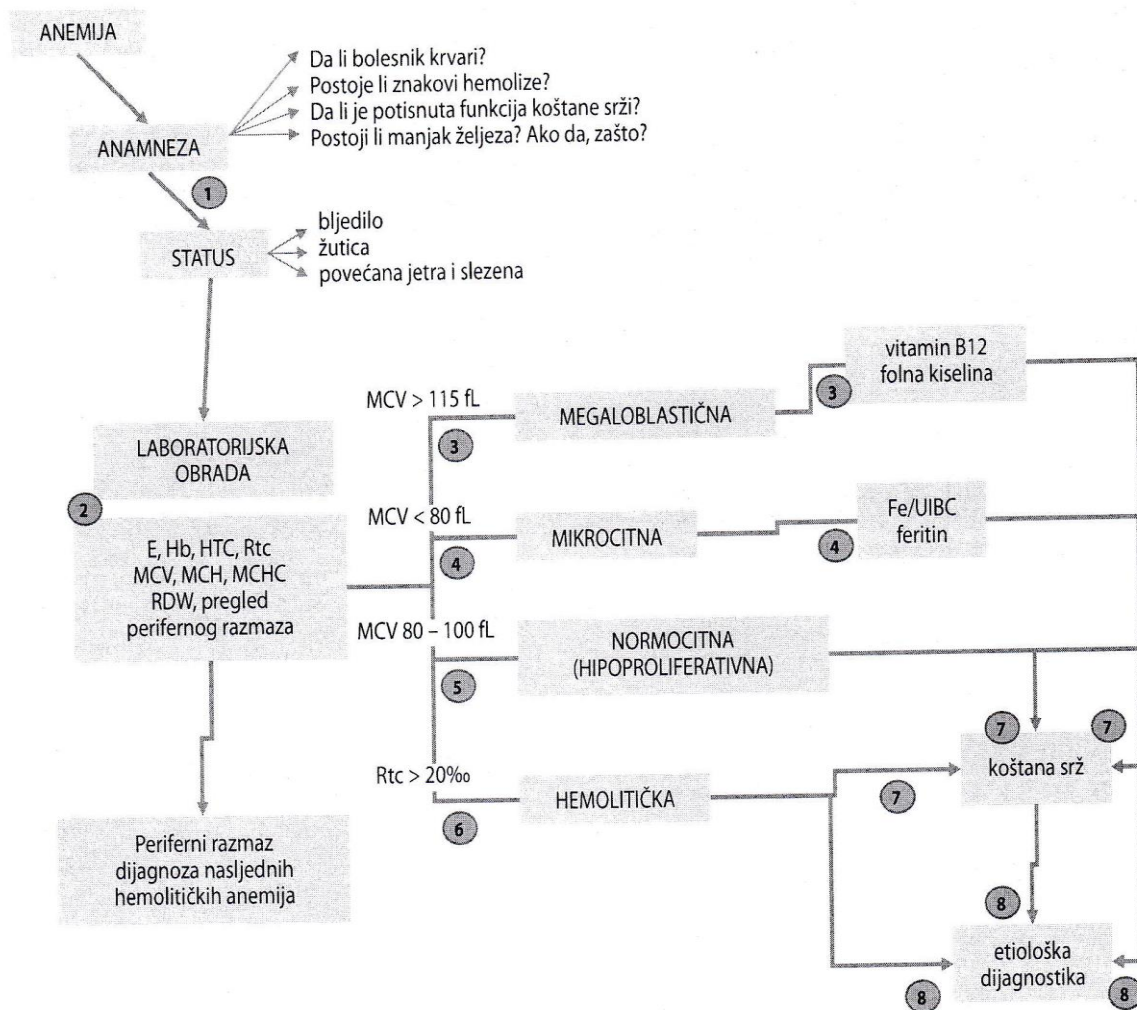 ANEMIJA
Da li bolesnik krvari?
Postoje li znakovi hemolize?
Da li je potisnuta funkcija koštane srži?
Postoji li manjak željeza? Ako da, zašto?
ANAMNEZA
1
STATUS
bljedilo
žutica
povećana jetra i slezena
LABORATORIJSKA
OBRADA
2
E, Hb, HTC, Rtc
MCV, MCH, MCHC
RDW, pregled
perifernog razmaza
Periferni razmaz
dijagnoza nasljednih
hemolitičkih anemija
MCV > 115 fL
3
MEGALOBLASTIČNA
3
vitamin B12
folna kiselina
MCV < 80 fL
4
MIKROCITNA
4
Fe/UIBC
feritin
MCV 80 – 100 fL
5
NORMOCITNA
(HIPOPROLIFERATIVNA)
Rtc > 20‰
6
HEMOLITIČKA
7
7
7
koštana srž
8
etiološka
dijagnostika
8
8